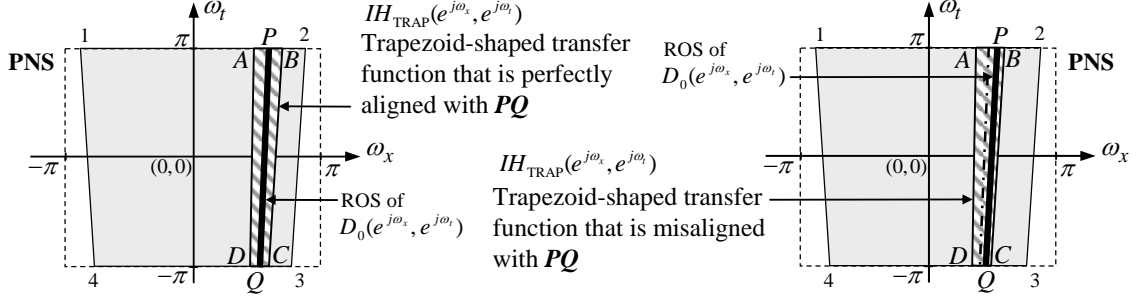 ω_t
1
π
P
2
PNS
A
B
IH_TRAP(e^{jω_x}, e^{jω_t})
Trapezoid-shaped transfer
function that is perfectly
aligned with PQ
−π
(0,0)
π
ω_x
ROS of
D_0(e^{jω_x}, e^{jω_t})
D
C
4
−π
Q
3
IH_TRAP(e^{jω_x}, e^{jω_t})
Trapezoid-shaped transfer
function that is misaligned
with PQ
ω_t
1
π
P
2
ROS of
D_0(e^{jω_x}, e^{jω_t})
A
B
PNS
−π
(0,0)
π
ω_x
D
C
4
−π
Q
3